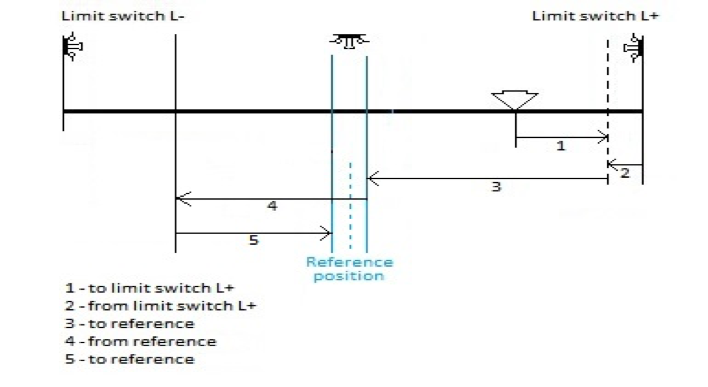 Limit switch L-
Limit switch L+
1
2
3
4
5
Reference
position
1 - to limit switch L+
2 - from limit switch L+
3 - to reference
4 - from reference
5 - to reference